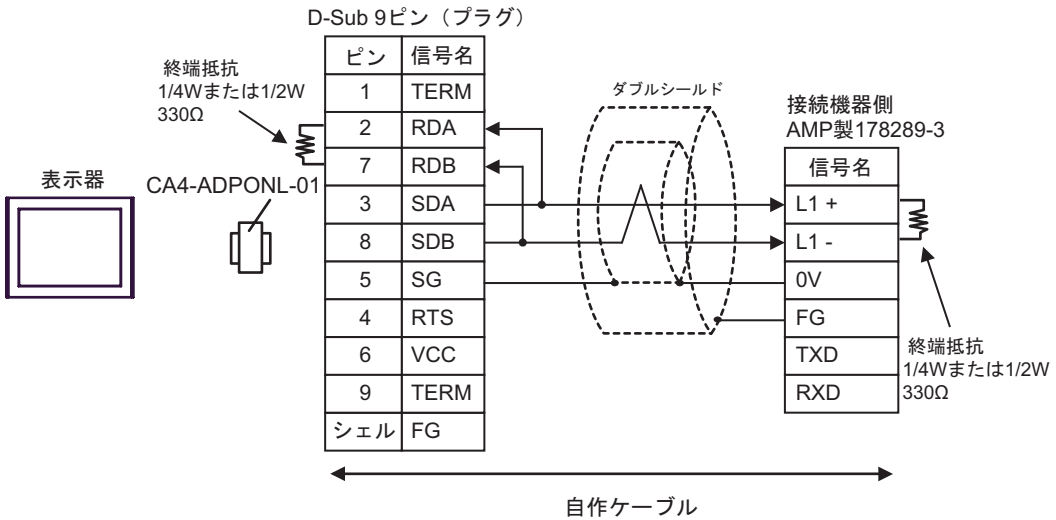 D-Sub 9ピン（プラグ）
ピン 信号名
1 TERM
2 RDA
7 RDB
3 SDA
8 SDB
5 SG
4 RTS
6 VCC
9 TERM
シェル FG
終端抵抗
1/4Wまたは1/2W
330Ω
表示器
CA4-ADPONL-01
ダブルシールド
接続機器側
AMP製178289-3
信号名
L1 +
L1 -
0V
FG
TXD
RXD
終端抵抗
1/4Wまたは1/2W
330Ω
自作ケーブル